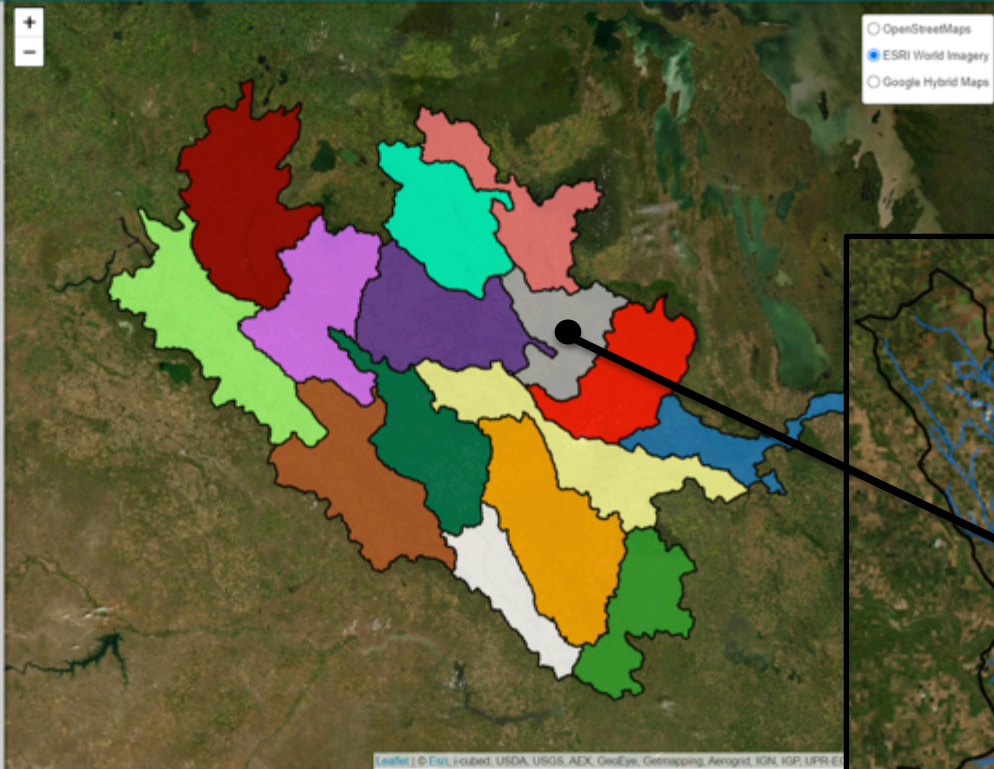 +
−
OpenStreetMaps
ESRI World Imagery
Google Hybrid Maps
Leaflet | © Esri, i-cubed, USDA, USGS, AEX, GeoEye, Getmapping, Aerogrid, IGN, IGP, UPR-E